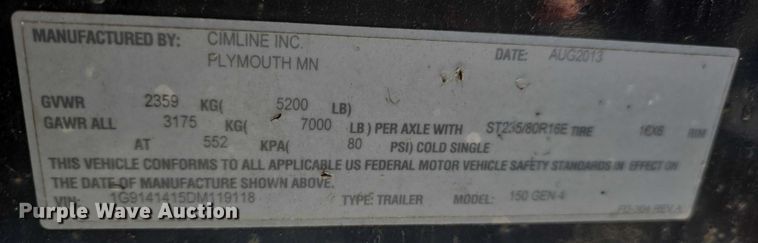 MANUFACTURED BY: CIMLINE INC. DATE: AUG2013
PLYMOUTH MN
GVWR 2359 KG( 5200 LB)
GAWR ALL 3175 KG( 7000 LB) PER AXLE WITH ST235/80R16E TIRE 16X6 RIM
AT 552 KPA( 80 PSI) COLD SINGLE
THIS VEHICLE CONFORMS TO ALL APPLICABLE US FEDERAL MOTOR VEHICLE SAFETY STANDARDS IN EFFECT ON
THE DATE OF MANUFACTURE SHOWN ABOVE.
VIN: 1G9141415DM119118 TYPE: TRAILER MODEL: 150 GEN 4
Purple Wave Auction